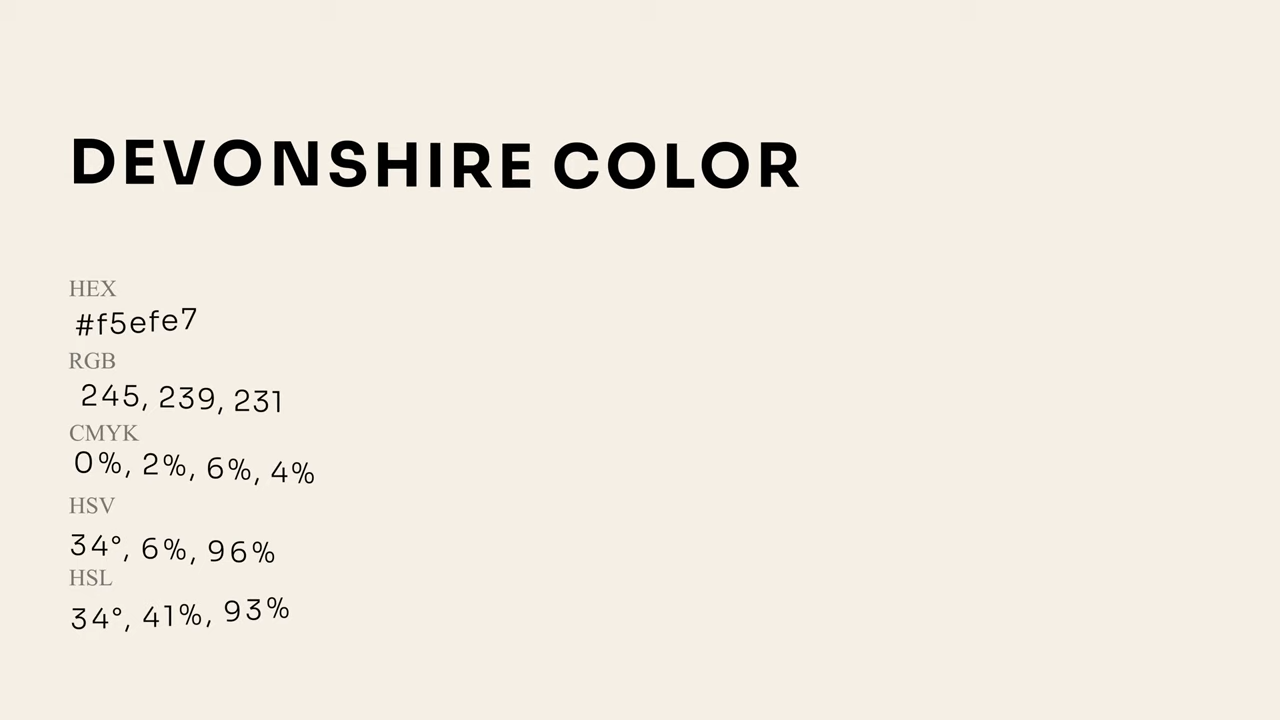 DEVONSHIRE COLOR
HEX
#f5efe7
RGB
245, 239, 231
CMYK
0%, 2%, 6%, 4%
HSV
34°, 6%, 96%
HSL
34°, 41%, 93%